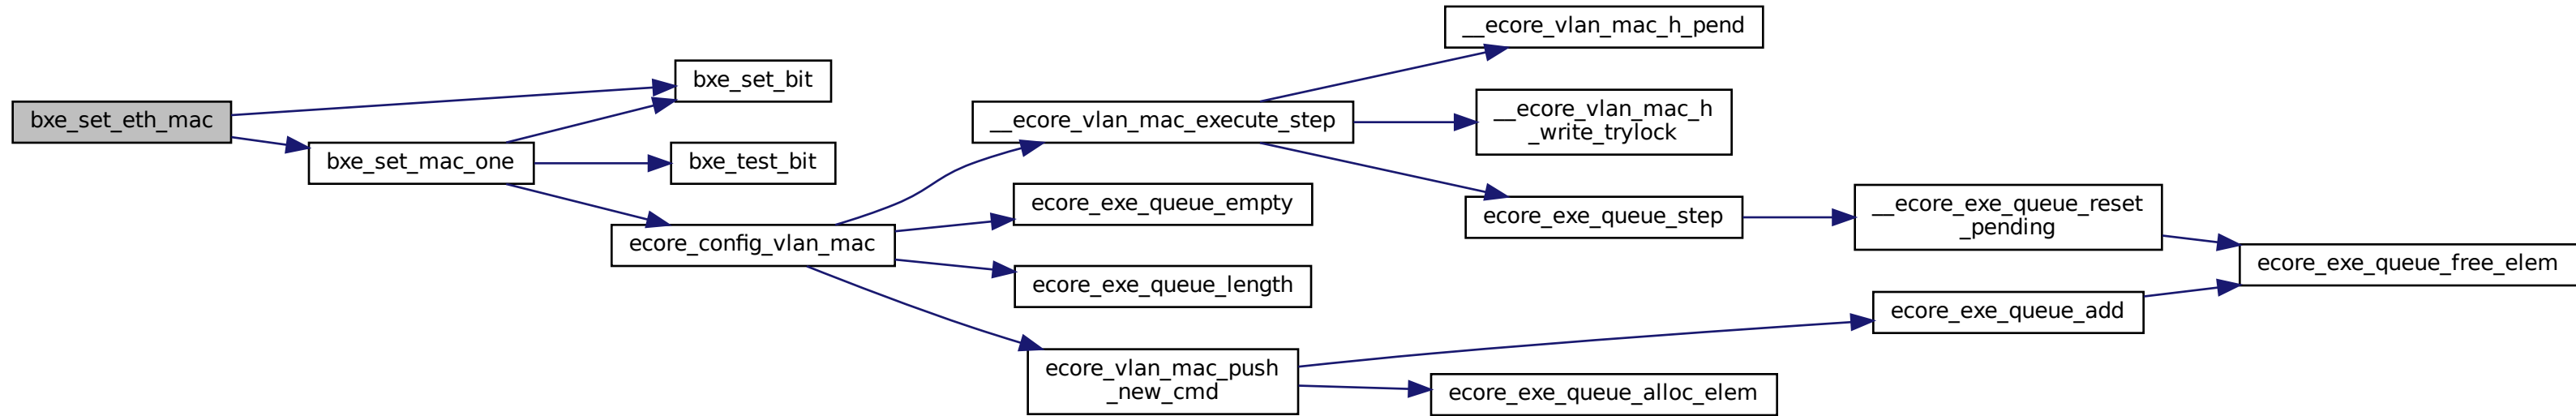 bxe_set_eth_mac
bxe_set_bit
bxe_set_mac_one
bxe_test_bit
ecore_config_vlan_mac
__ecore_vlan_mac_execute_step
__ecore_vlan_mac_h_pend
__ecore_vlan_mac_h
_write_trylock
ecore_exe_queue_step
__ecore_exe_queue_reset
_pending
ecore_exe_queue_free_elem
ecore_exe_queue_empty
ecore_exe_queue_length
ecore_vlan_mac_push
_new_cmd
ecore_exe_queue_add
ecore_exe_queue_alloc_elem